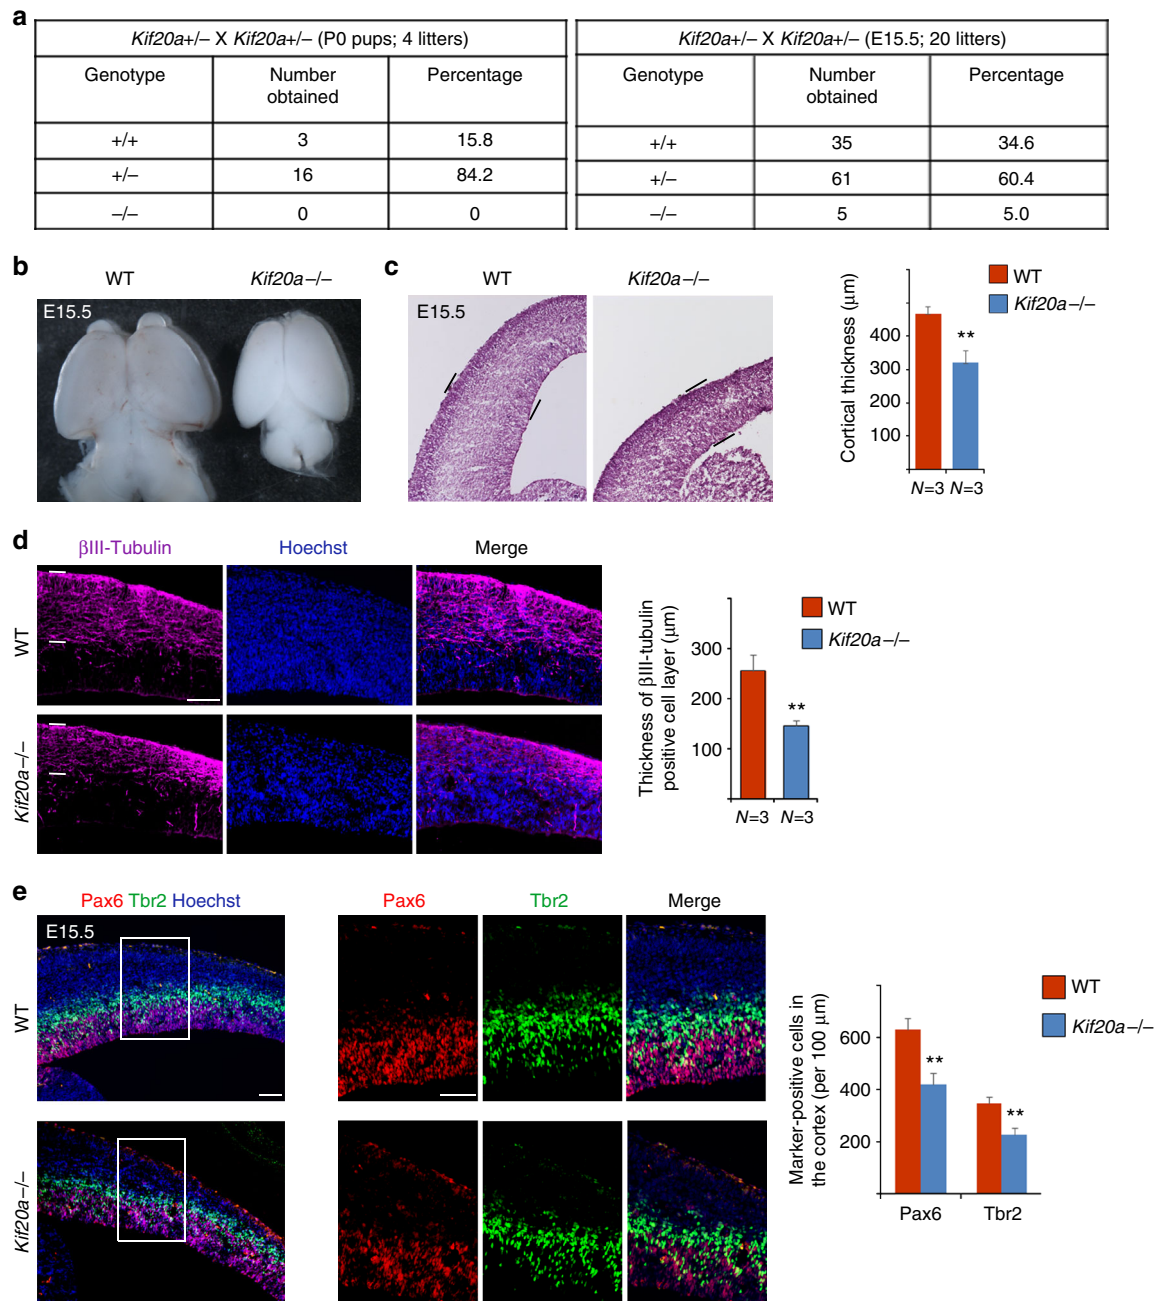 a
Kif20a+/– X Kif20a+/– (P0 pups; 4 litters)
Genotype Number obtained Percentage
+/+ 3 15.8
+/– 16 84.2
–/– 0 0
Kif20a+/– X Kif20a+/– (E15.5; 20 litters)
Genotype Number obtained Percentage
+/+ 35 34.6
+/– 61 60.4
–/– 5 5.0
b
WT Kif20a–/–
E15.5
c
WT Kif20a–/–
E15.5
Cortical thickness (μm)
400
300
200
100
**
N=3 N=3
WT
Kif20a–/–
d
βIII-Tubulin Hoechst Merge
WT
Kif20a–/–
Thickness of βIII-tubulin
positive cell layer (μm)
300
200
100
**
N=3 N=3
WT
Kif20a–/–
e
Pax6 Tbr2 Hoechst
Pax6 Tbr2 Merge
E15.5
WT
Kif20a–/–
Marker-positive cells in
the cortex (per 100 μm)
600
400
200
**
**
Pax6 Tbr2
WT
Kif20a–/–